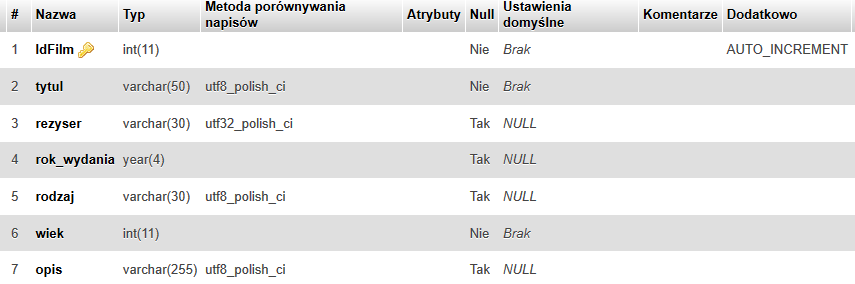 # Nazwa Typ Metoda porównywania napisów Atrybuty Null Ustawienia domyślne Komentarze Dodatkowo
1 IdFilm int(11) Nie Brak AUTO_INCREMENT
2 tytul varchar(50) utf8_polish_ci Nie Brak
3 rezyser varchar(30) utf32_polish_ci Tak NULL
4 rok_wydania year(4) Tak NULL
5 rodzaj varchar(30) utf8_polish_ci Tak NULL
6 wiek int(11) Nie Brak
7 opis varchar(255) utf8_polish_ci Tak NULL